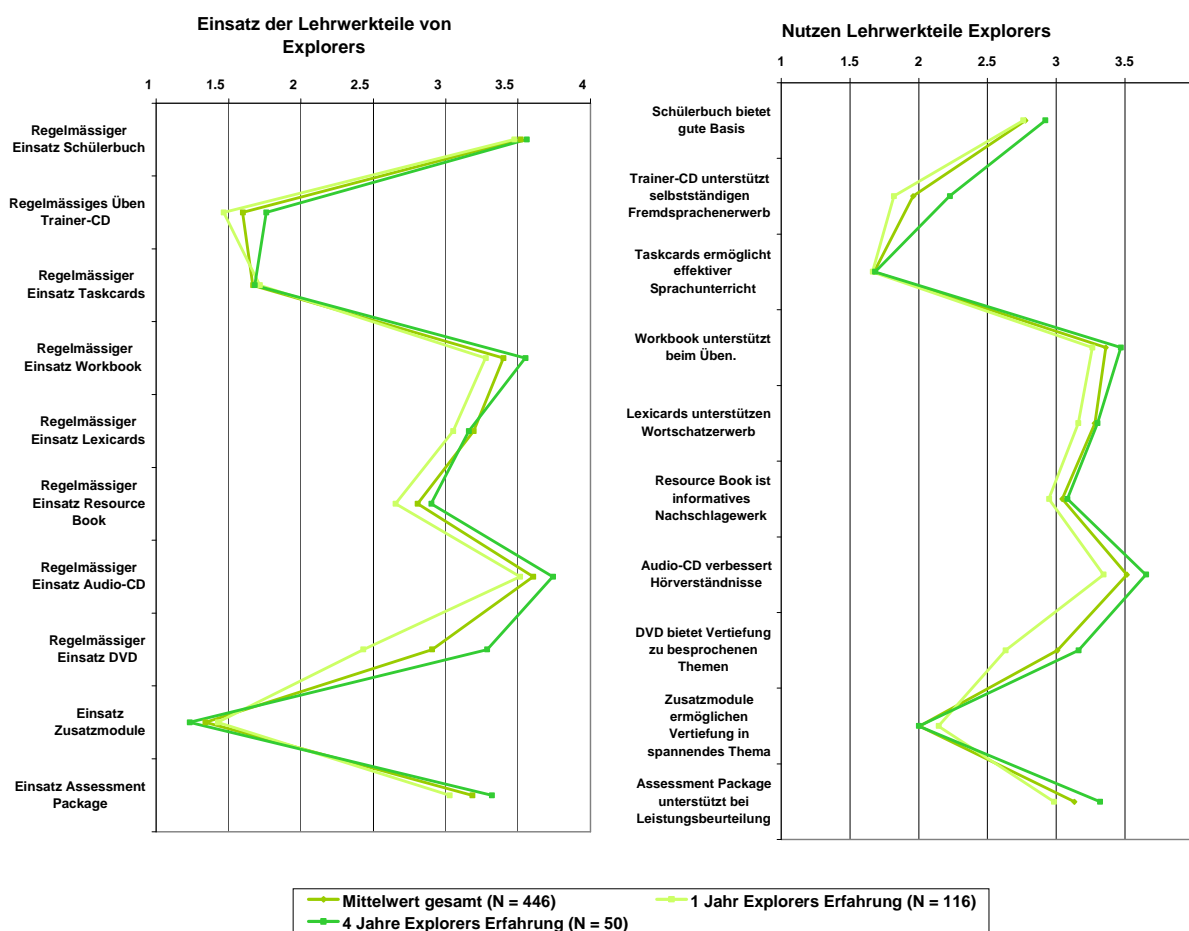 Einsatz der Lehrwerkteile von
Explorers
1 1.5 2 2.5 3 3.5 4
Regelmässiger
Einsatz Schülerbuch
Regelmässiges Üben
Trainer-CD
Regelmässiger
Einsatz Taskcards
Regelmässiger
Einsatz Workbook
Regelmässiger
Einsatz Lexicards
Regelmässiger
Einsatz Resource
Book
Regelmässiger
Einsatz Audio-CD
Regelmässiger
Einsatz DVD
Einsatz
Zusatzmodule
Einsatz Assessment
Package
Nutzen Lehrwerkteile Explorers
1 1.5 2 2.5 3 3.5
Schülerbuch bietet
gute Basis
Trainer-CD unterstützt
selbstständigen
Fremdsprachenerwerb
Taskcards ermöglicht
effektiver
Sprachunterricht
Workbook unterstützt
beim Üben.
Lexicards unterstützen
Wortschatzerwerb
Resource Book ist
informatives
Nachschlagewerk
Audio-CD verbessert
Hörverständnisse
DVD bietet Vertiefung
zu besprochenen
Themen
Zusatzmodule
ermöglichen
Vertiefung in
spannendes Thema
Assessment Package
unterstützt bei
Leistungsbeurteilung
Mittelwert gesamt (N = 446)
1 Jahr Explorers Erfahrung (N = 116)
4 Jahre Explorers Erfahrung (N = 50)